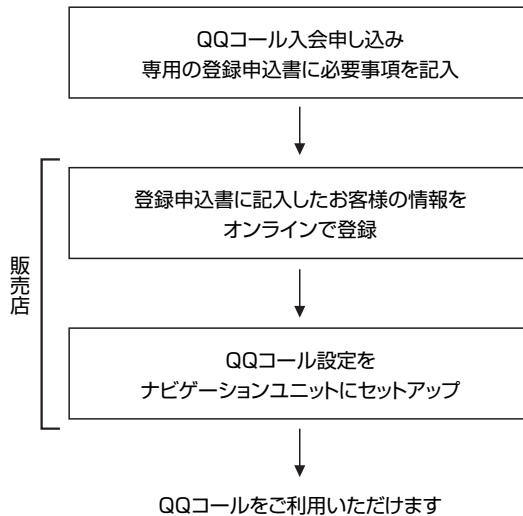 QQコール入会申し込み
専用の登録申込書に必要事項を記入
登録申込書に記入したお客様の情報を
オンラインで登録
販売店
QQコール設定を
ナビゲーションユニットにセットアップ
QQコールをご利用いただけます